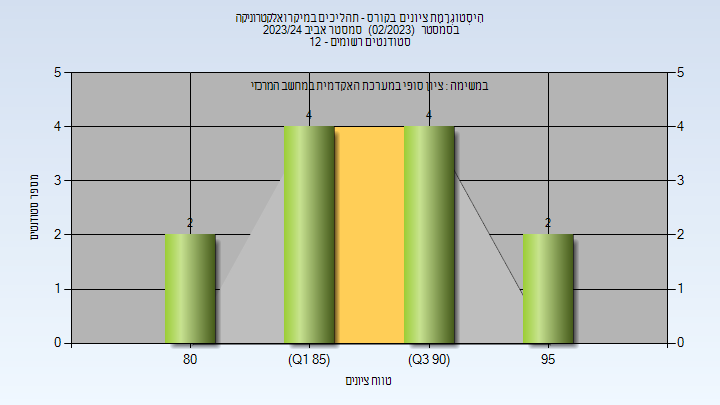 היסטוגרמת ציונים בקורס - תהליכים במיקרואלקטרוניקה
בסמסטר (02/2023) סמסטר אביב 2023/24
סטודנטים רשומים - 12
במשימה : ציון סופי במערכת האקדמית במחשב המרכזי
5 5
4 4
4 4
3 3
2 2
2 2
1 1
0 0
מספר סטודנטים
80 (Q1 85) (Q3 90) 95
טווח ציונים